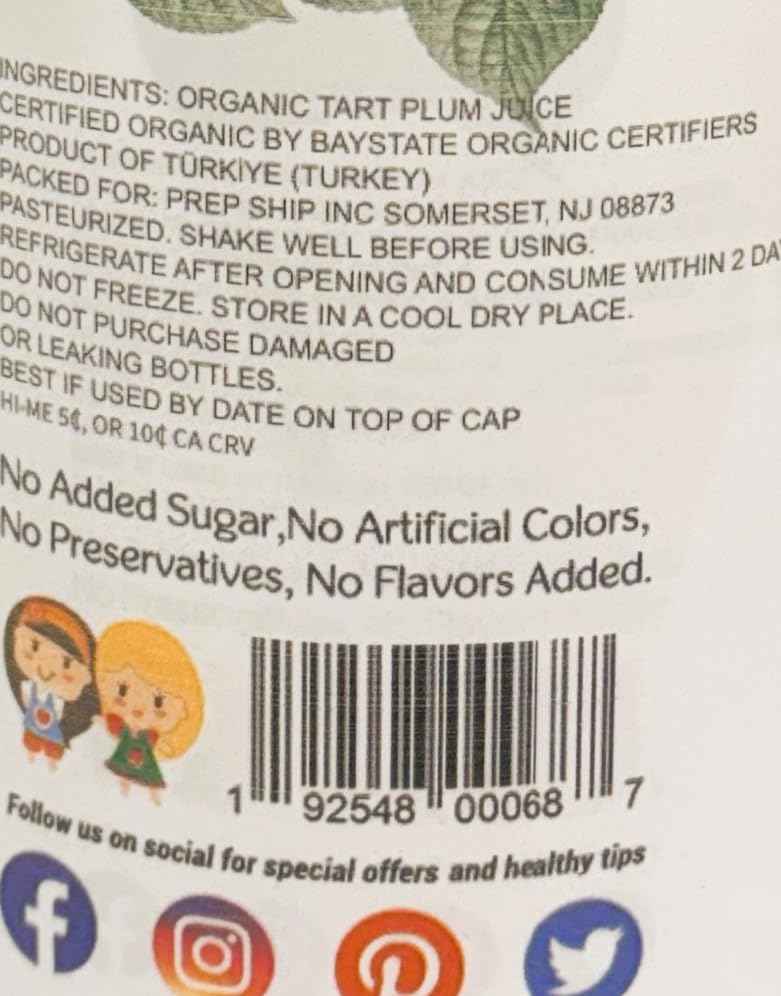 INGREDIENTS: ORGANIC TART PLUM JUICE
CERTIFIED ORGANIC BY BAYSTATE ORGANIC CERTIFIERS
PRODUCT OF TÜRKİYE (TURKEY)
PACKED FOR: PREP SHIP INC SOMERSET, NJ 08873
PASTEURIZED. SHAKE WELL BEFORE USING.
REFRIGERATE AFTER OPENING AND CONSUME WITHIN 2
DO NOT FREEZE. STORE IN A COOL DRY PLACE.
DO NOT PURCHASE DAMAGED
OR LEAKING BOTTLES.
BEST IF USED BY DATE ON TOP OF CAP
HI-ME 5¢, OR 10¢ CA CRV
No Added Sugar,No Artificial Colors,
No Preservatives, No Flavors Added.
1 92548 00068 7
Follow us on social for special offers and healthy tips